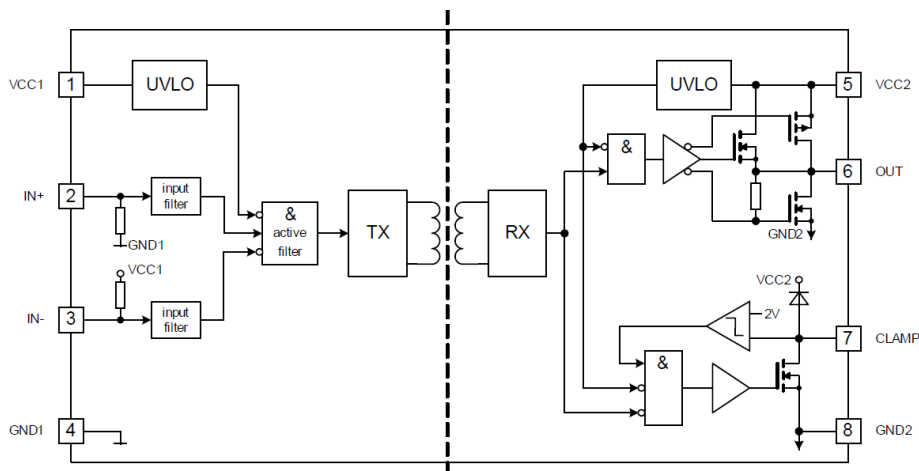 VCC1
1
UVLO
UVLO
5
VCC2
&
IN+
2
input
filter
6
OUT
&
active
filter
TX
RX
GND1
GND2
VCC1
VCC2
IN-
3
input
filter
2V
7
CLAMP
&
GND1
4
8
GND2